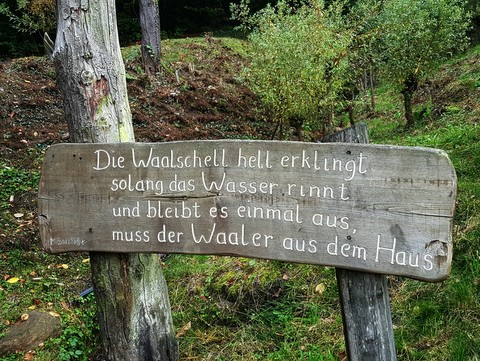 Die Waalschell hell erklingt
solang das Wasser rinnt
und bleibt es einmal aus,
muss der Waaler aus dem Haus